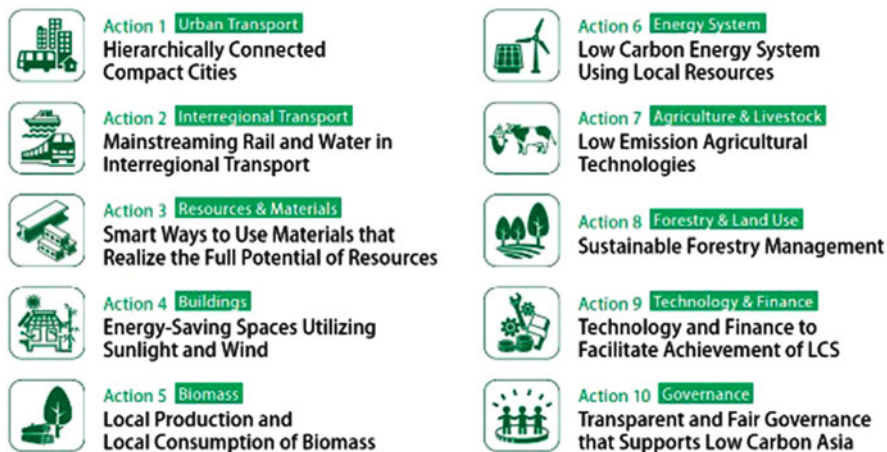 Action 1 Urban Transport
Hierarchically Connected
Compact Cities
Action 2 Interregional Transport
Mainstreaming Rail and Water in
Interregional Transport
Action 3 Resources & Materials
Smart Ways to Use Materials that
Realize the Full Potential of Resources
Action 4 Buildings
Energy-Saving Spaces Utilizing
Sunlight and Wind
Action 5 Biomass
Local Production and
Local Consumption of Biomass
Action 6 Energy System
Low Carbon Energy System
Using Local Resources
Action 7 Agriculture & Livestock
Low Emission Agricultural
Technologies
Action 8 Forestry & Land Use
Sustainable Forestry Management
Action 9 Technology & Finance
Technology and Finance to
Facilitate Achievement of LCS
Action 10 Governance
Transparent and Fair Governance
that Supports Low Carbon Asia